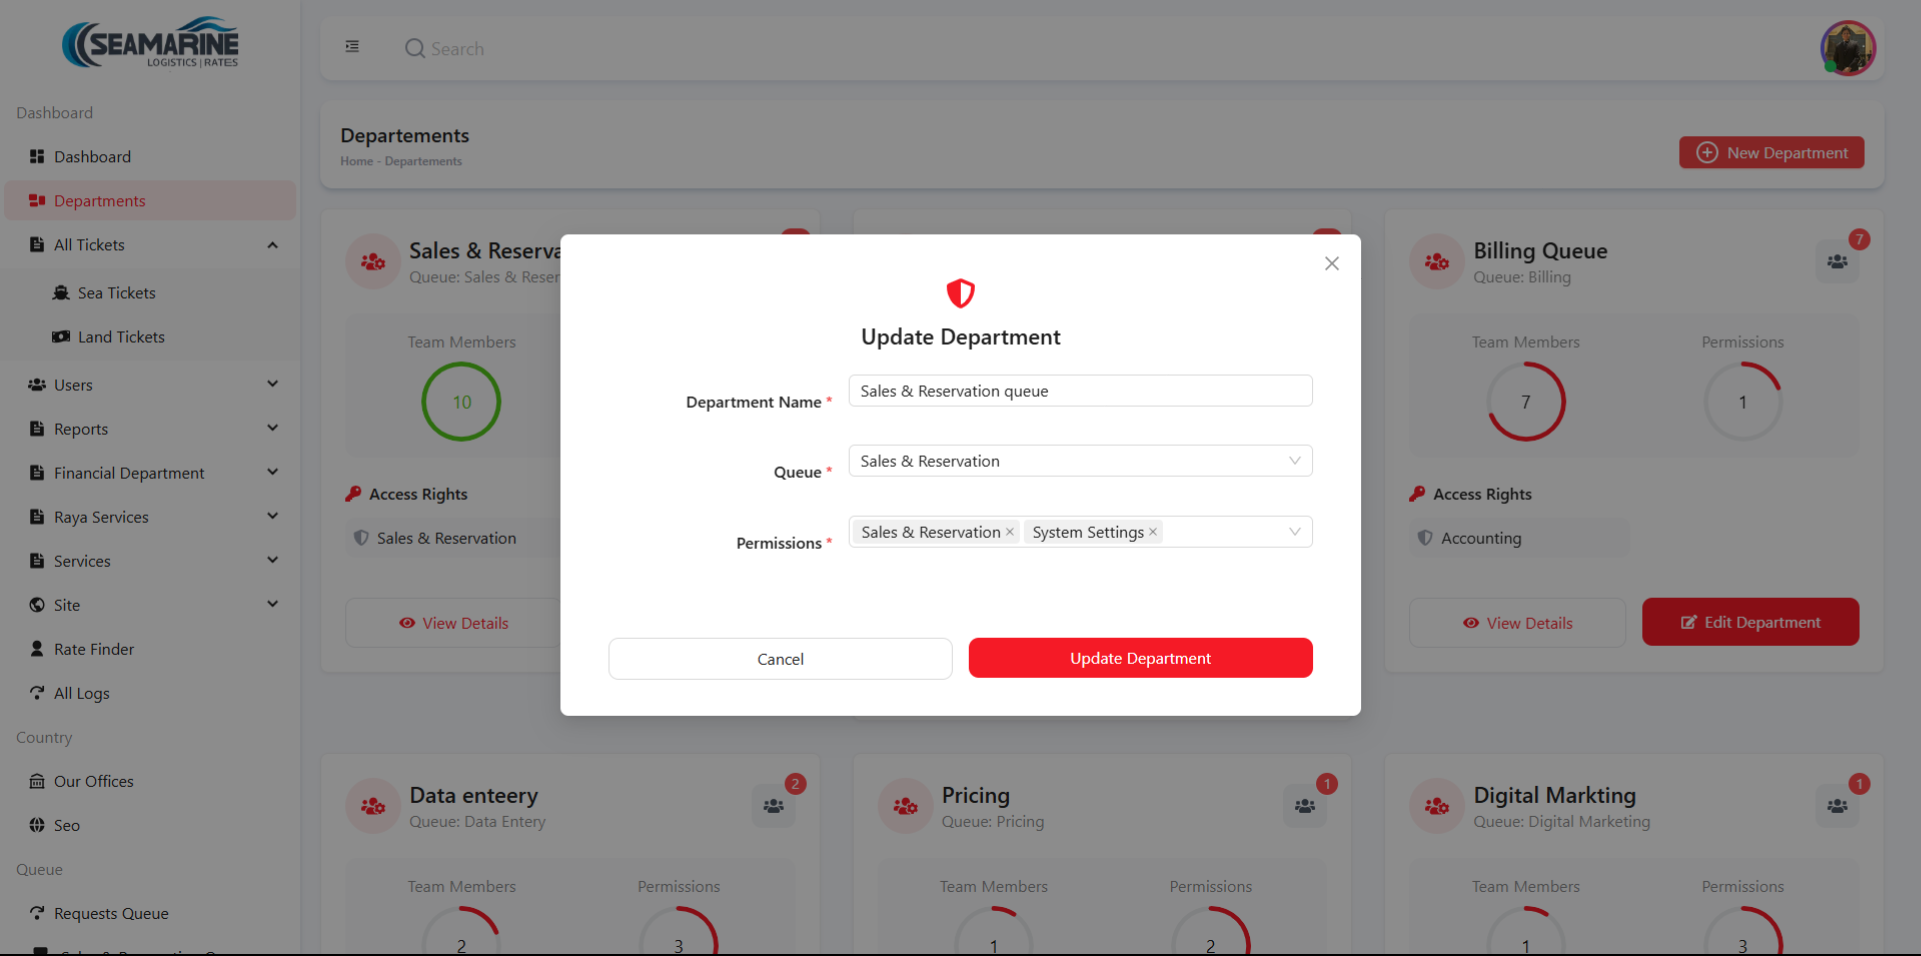 SEAMARINE
LOGISTICS | RATES
Search
Dashboard
Dashboard
Departments
All Tickets
Sea Tickets
Land Tickets
Users
Reports
Financial Department
Raya Services
Services
Site
Rate Finder
All Logs
Country
Our Offices
Seo
Queue
Requests Queue
Departements
Home - Departements
New Department
Sales & Reserva
Queue: Sales & Reser
Team Members
10
Access Rights
Sales & Reservation
View Details
Update Department
Department Name *
Sales & Reservation queue
Queue *
Sales & Reservation
Permissions *
Sales & Reservation × System Settings ×
Cancel
Update Department
Billing Queue
7
Queue: Billing
Team Members
Permissions
7
1
Access Rights
Accounting
View Details
Edit Department
Data enteery
2
Queue: Data Entery
Team Members
Permissions
2
3
Pricing
1
Queue: Pricing
Team Members
Permissions
1
2
Digital Markting
1
Queue: Digital Marketing
Team Members
Permissions
1
3